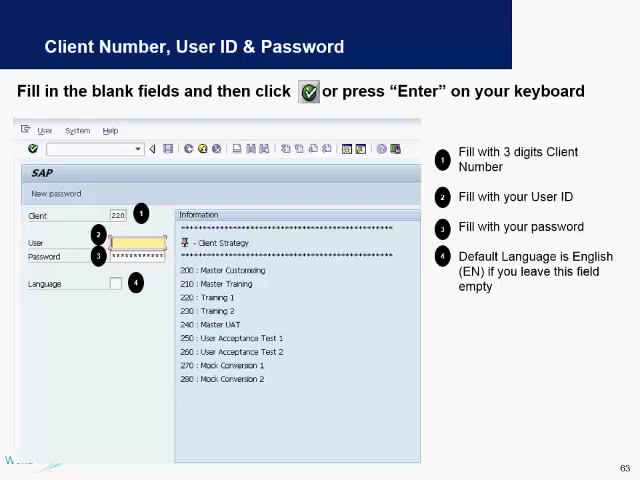 Client Number, User ID & Password
Fill in the blank fields and then click or press “Enter” on your keyboard
User System Help
SAP
New password
Client 220 1
User 2
Password 3 ************
Language 4
Information
**************************************************
- Client Strategy
**************************************************
200 : Master Customizing
210 : Master Training
220 : Training 1
230 : Training 2
240 : Master UAT
250 : User Acceptance Test 1
260 : User Acceptance Test 2
270 : Mock Conversion 1
280 : Mock Conversion 2
1 Fill with 3 digits Client
Number
2 Fill with your User ID
3 Fill with your password
4 Default Language is English
(EN) if you leave this field
empty
63